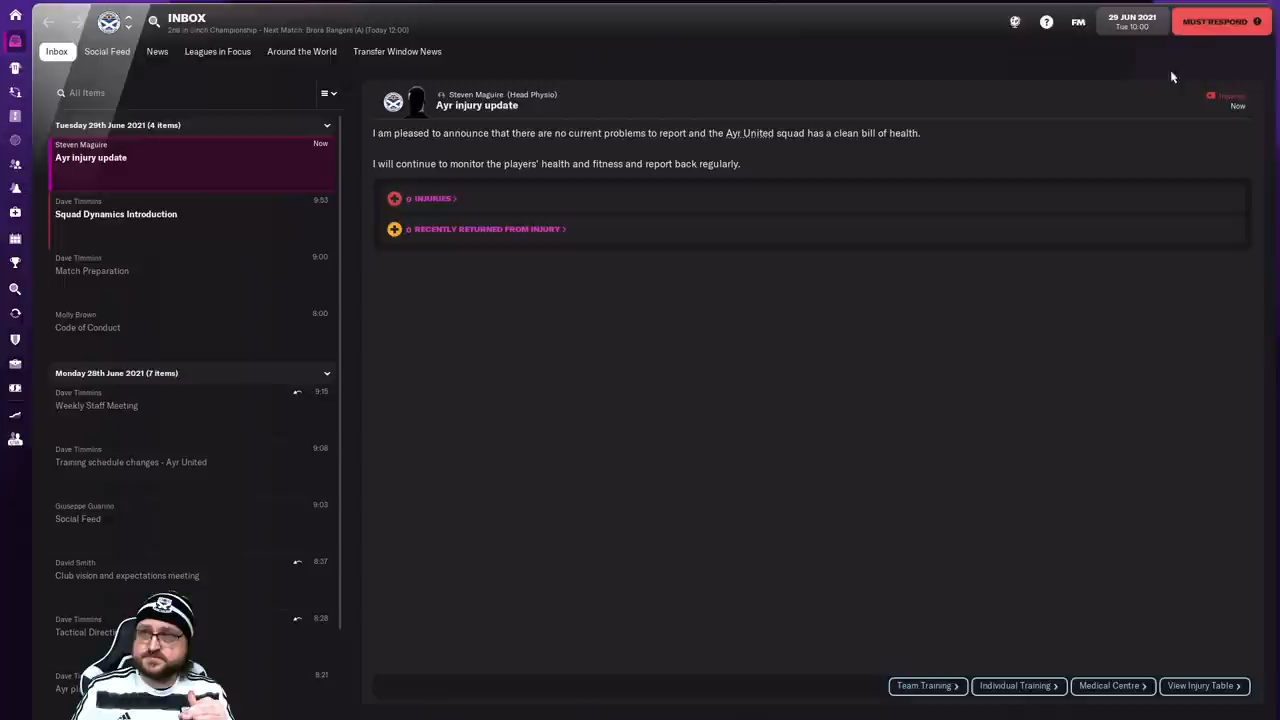 INBOX
2nd in cinch Championship - Next Match: Brora Rangers (A) (Today 12:00)
FM
29 JUN 2021
Tue 10:00
MUST RESPOND
Inbox
Social Feed
News
Leagues in Focus
Around the World
Transfer Window News
All Items
Tuesday 29th June 2021 (4 items)
Steven Maguire
Now
Ayr injury update
Dave Timmins
9:53
Squad Dynamics Introduction
Dave Timmins
9:00
Match Preparation
Molly Brown
8:00
Code of Conduct
Monday 28th June 2021 (7 items)
Dave Timmins
9:15
Weekly Staff Meeting
Dave Timmins
9:08
Training schedule changes - Ayr United
Giuseppe Guarino
9:03
Social Feed
David Smith
8:37
Club vision and expectations meeting
Dave Timmins
8:28
Tactical Directi
Dave Ti
8:21
Ayr pl
Steven Maguire (Head Physio)
Ayr injury update
Injuries
Now
I am pleased to announce that there are no current problems to report and the Ayr United squad has a clean bill of health.
I will continue to monitor the players' health and fitness and report back regularly.
0 INJURIES >
0 RECENTLY RETURNED FROM INJURY >
Team Training >
Individual Training >
Medical Centre >
View Injury Table >